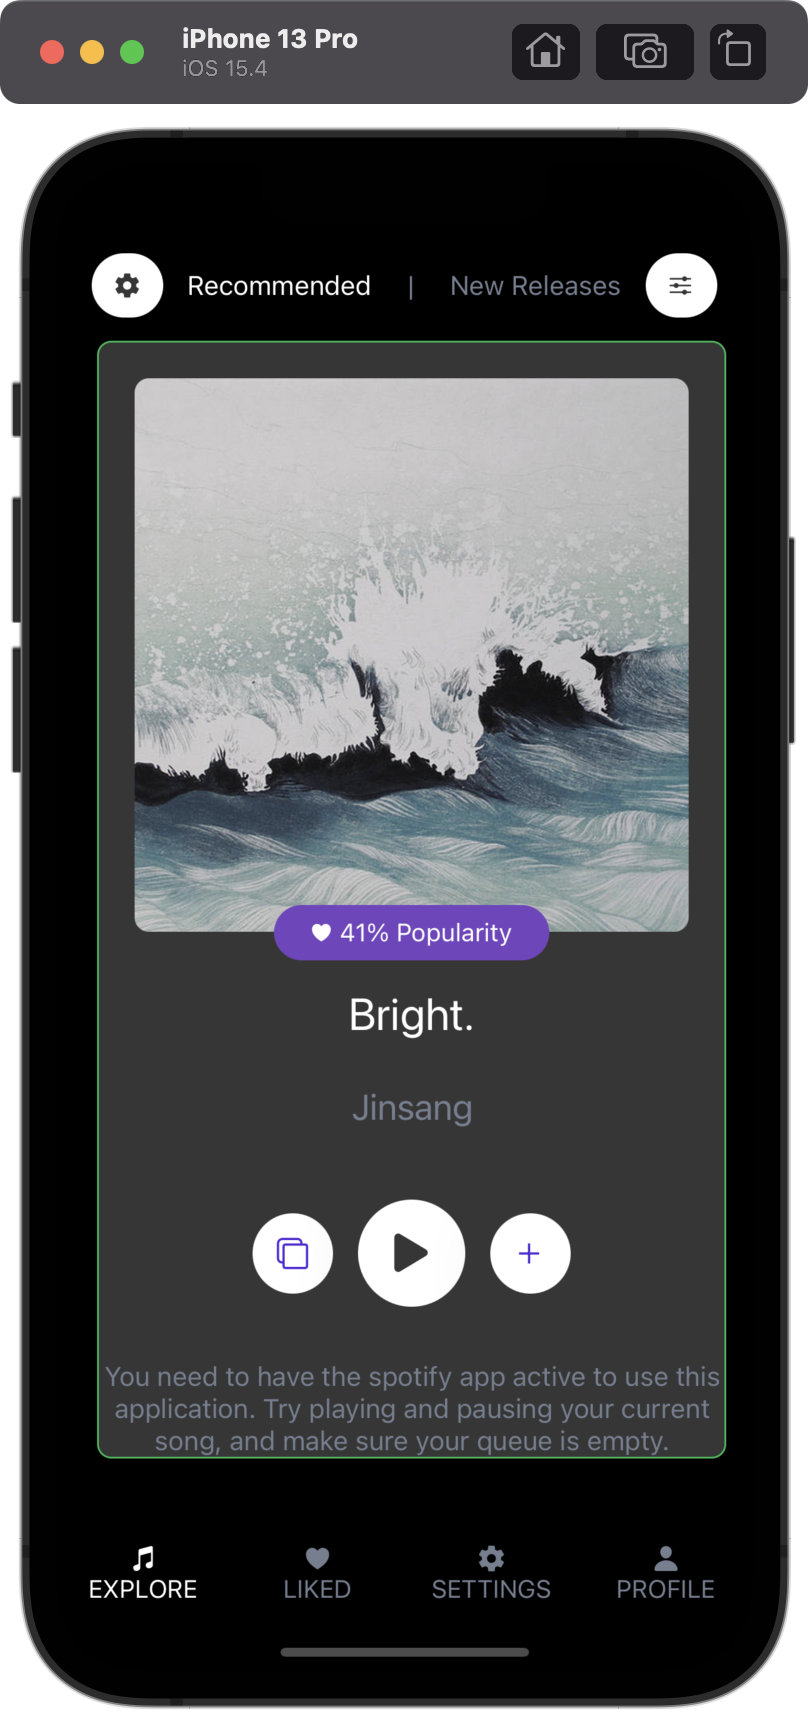 iPhone 13 Pro
iOS 15.4
Recommended | New Releases
41% Popularity
Bright.
Jinsang
You need to have the spotify app active to use this
application. Try playing and pausing your current
song, and make sure your queue is empty.
EXPLORE LIKED SETTINGS PROFILE